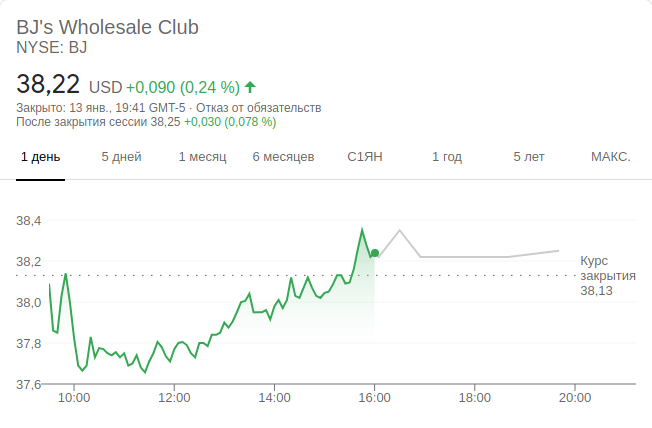 BJ's Wholesale Club
NYSE: BJ
38,22 USD +0,090 (0,24 %)
Закрыто: 13 янв., 19:41 GMT-5 · Отказ от обязательств
После закрытия сессии 38,25 +0,030 (0,078 %)
1 день 5 дней 1 месяц 6 месяцев С1ЯН 1 год 5 лет МАКС.
38,4
38,2
38,0
37,8
37,6
Курс
закрытия
38,13
10:00 12:00 14:00 16:00 18:00 20:00